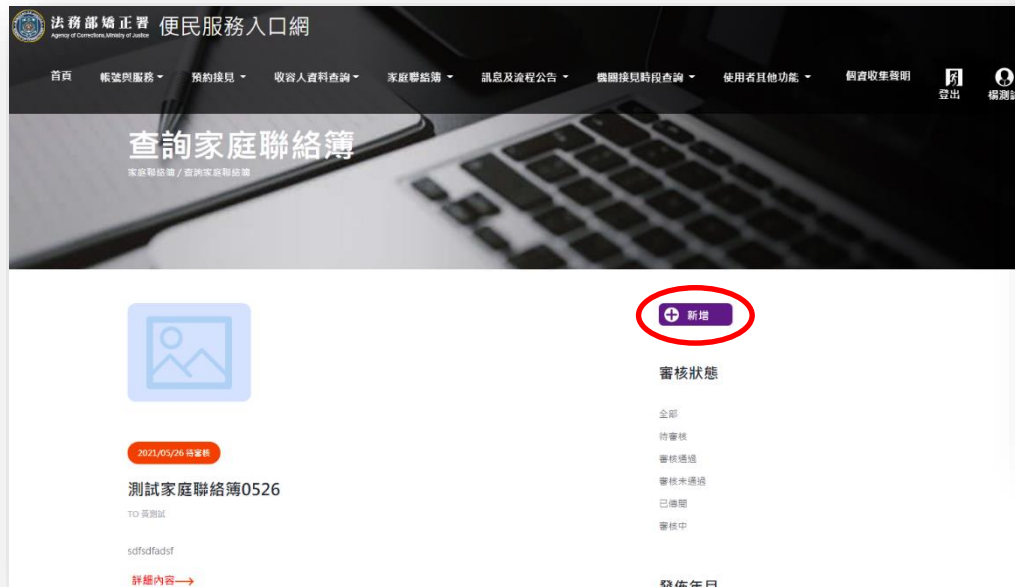 法務部矯正署 便民服務入口網
Agency of Corrections, Ministry of Justice
首頁 帳號與服務 預約接見 收容人資料查詢 家庭聯絡簿 訊息及流程公告 機關接見時段查詢 使用者其他功能 個資收集聲明 登出 楊測試
查詢家庭聯絡簿
家庭聯絡簿 / 查詢家庭聯絡簿
新增
審核狀態
全部
待審核
審核通過
審核未通過
已傳閱
審核中
2021/05/26 待審核
測試家庭聯絡簿0526
TO 黃測試
sdfsdfadsf
詳細內容
發佈年月